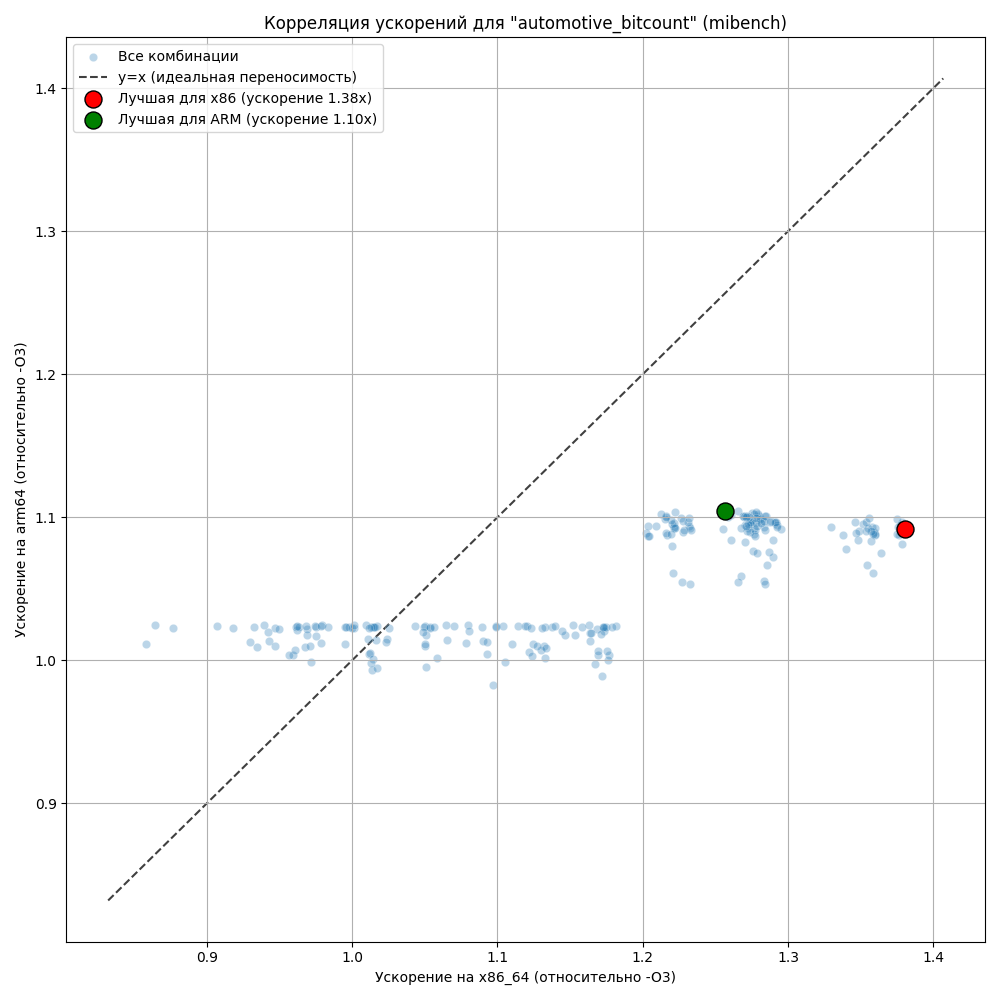 Корреляция ускорений для "automotive_bitcount" (mibench)
Все комбинации
y=x (идеальная переносимость)
Лучшая для x86 (ускорение 1.38x)
Лучшая для ARM (ускорение 1.10x)
Ускорение на arm64 (относительно -O3)
1.4
1.3
1.2
1.1
1.0
0.9
0.9
1.0
1.1
1.2
1.3
1.4
Ускорение на x86_64 (относительно -O3)